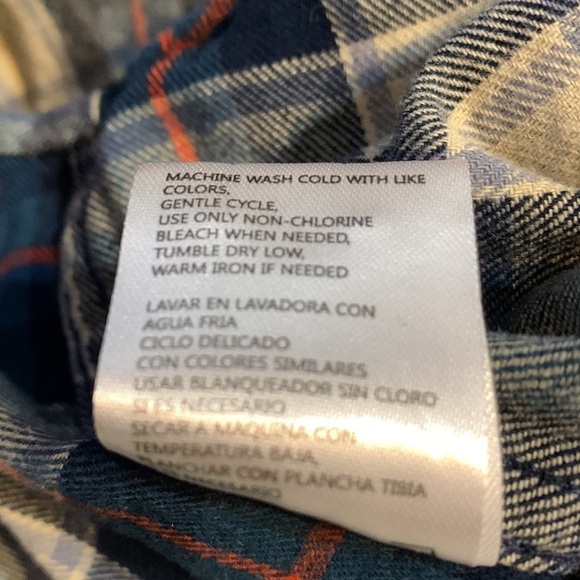 MACHINE WASH COLD WITH LIKE
COLORS,
GENTLE CYCLE,
USE ONLY NON-CHLORINE
BLEACH WHEN NEEDED,
TUMBLE DRY LOW,
WARM IRON IF NEEDED
LAVAR EN LAVADORA CON
AGUA FRIA
CICLO DELICADO
CON COLORES SIMILARES
USAR BLANQUEADOR SIN CLORO
SI ES NECESARIO
SECAR A MAQUINA CON
TEMPERATURA BAJA,
PLANCHAR CON PLANCHA TIBIA
NECESARIO